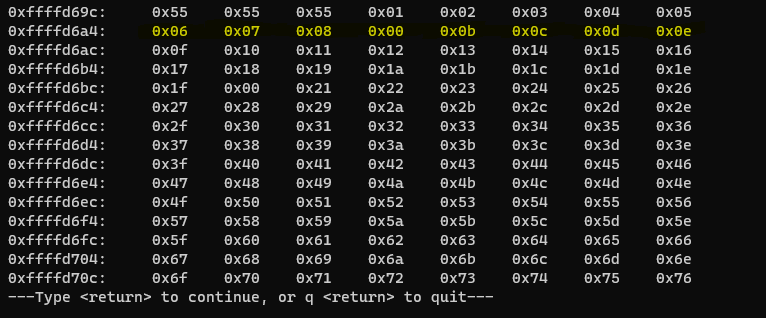 0xffffd69c: 0x55 0x55 0x55 0x01 0x02 0x03 0x04 0x05
0xffffd6a4: 0x06 0x07 0x08 0x00 0x0b 0x0c 0x0d 0x0e
0xffffd6ac: 0x0f 0x10 0x11 0x12 0x13 0x14 0x15 0x16
0xffffd6b4: 0x17 0x18 0x19 0x1a 0x1b 0x1c 0x1d 0x1e
0xffffd6bc: 0x1f 0x00 0x21 0x22 0x23 0x24 0x25 0x26
0xffffd6c4: 0x27 0x28 0x29 0x2a 0x2b 0x2c 0x2d 0x2e
0xffffd6cc: 0x2f 0x30 0x31 0x32 0x33 0x34 0x35 0x36
0xffffd6d4: 0x37 0x38 0x39 0x3a 0x3b 0x3c 0x3d 0x3e
0xffffd6dc: 0x3f 0x40 0x41 0x42 0x43 0x44 0x45 0x46
0xffffd6e4: 0x47 0x48 0x49 0x4a 0x4b 0x4c 0x4d 0x4e
0xffffd6ec: 0x4f 0x50 0x51 0x52 0x53 0x54 0x55 0x56
0xffffd6f4: 0x57 0x58 0x59 0x5a 0x5b 0x5c 0x5d 0x5e
0xffffd6fc: 0x5f 0x60 0x61 0x62 0x63 0x64 0x65 0x66
0xffffd704: 0x67 0x68 0x69 0x6a 0x6b 0x6c 0x6d 0x6e
0xffffd70c: 0x6f 0x70 0x71 0x72 0x73 0x74 0x75 0x76
---Type <return> to continue, or q <return> to quit---